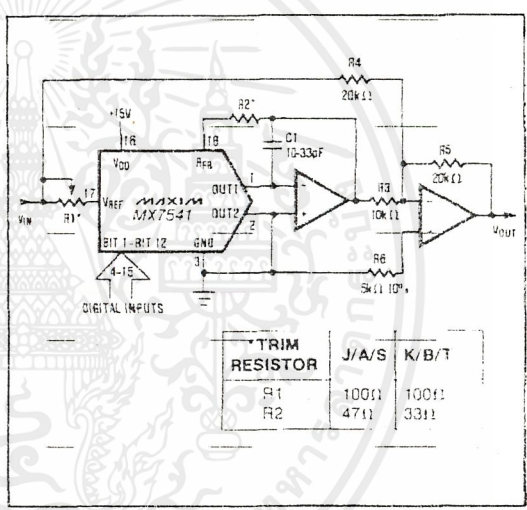 R4
20kΩ
+15V
R2*
16
18
C1
10-33pF
R5
20kΩ
VDD
RFB
1
OUT1
R3
10kΩ
17
VREF
MAXIM
MX7541
OUT2
2
VIN
R1*
VOUT
BIT 1-BIT 12
GND
3
R6
5kΩ 10%
4-15
DIGITAL INPUTS
*TRIM RESISTOR J/A/S K/B/T
R1 100Ω 100Ω
R2 47Ω 33Ω